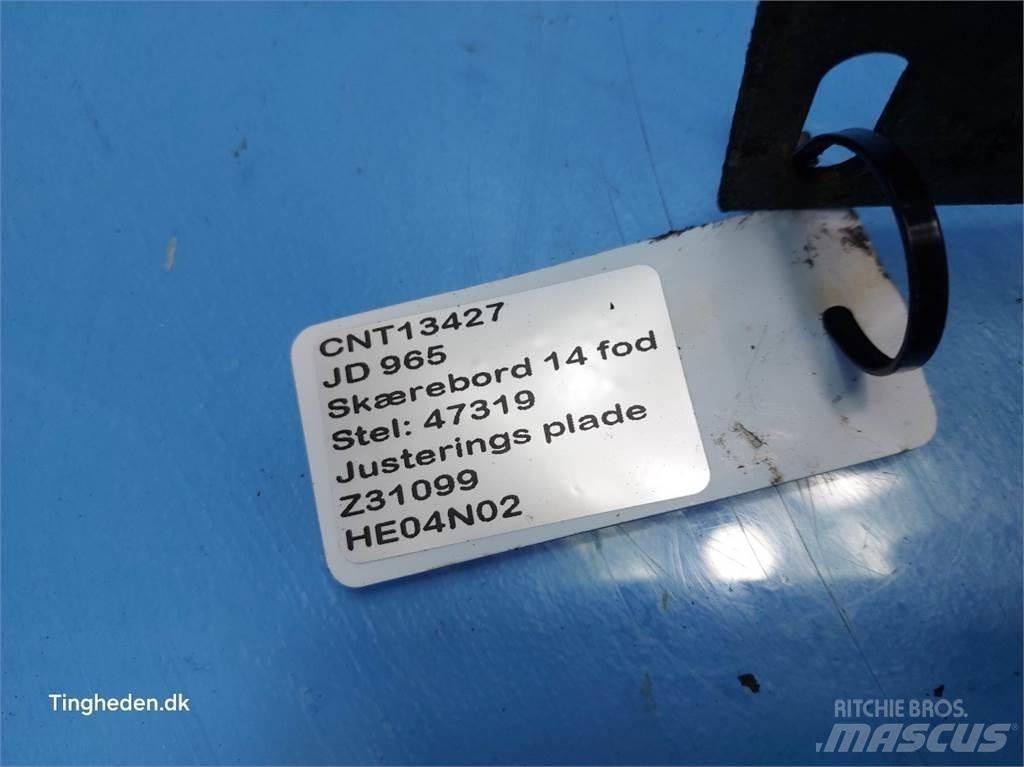 CNT13427
JD 965
Skærebord 14 fod
Stel: 47319
Justerings plade
Z31099
HE04N02
Tingheden.dk
RITCHIE BROS.
MASCUS